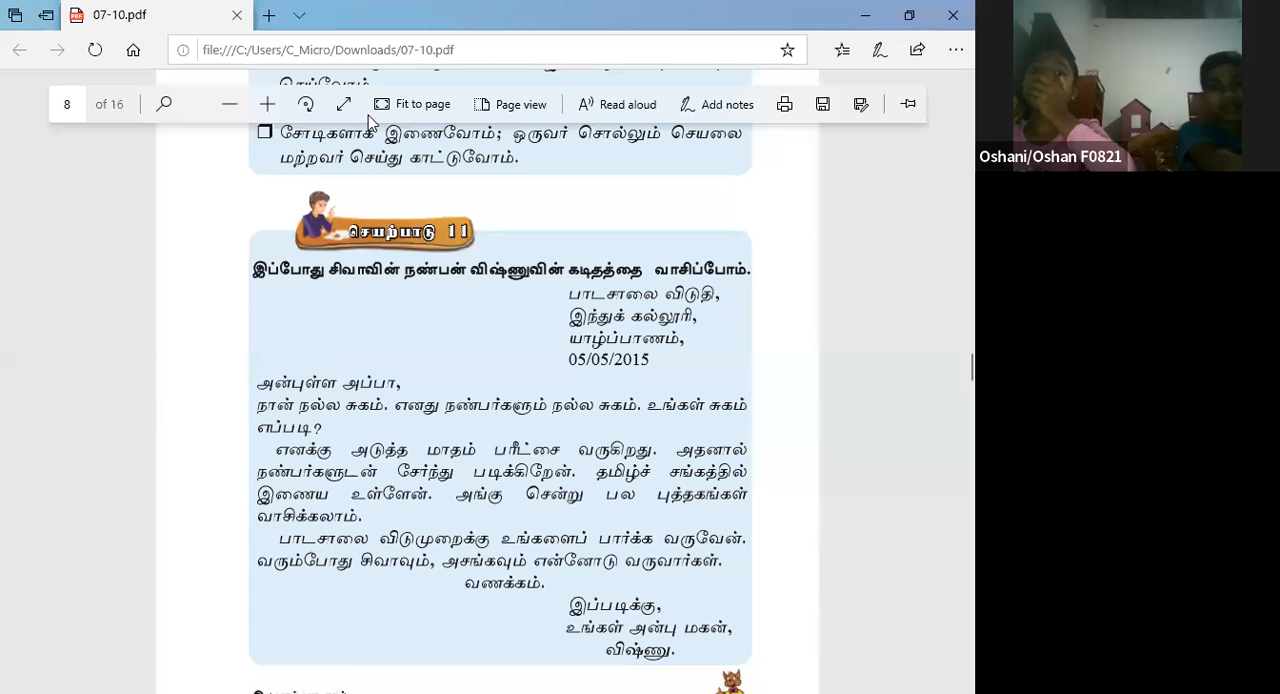 07-10.pdf
file:///C:/Users/C_Micro/Downloads/07-10.pdf
செய்வோம்
8 of 16 Fit to page Page view Read aloud Add notes
Oshani/Oshan F0821
சோடிகளாக இணைவோம்; ஒருவர் சொல்லும் செயலை
மற்றவர் செய்து காட்டுவோம்.
செயற்பாடு 11
இப்போது சிவாவின் நண்பன் விஷ்ணுவின் கடிதத்தை வாசிப்போம்.
பாடசாலை விடுதி,
இந்துக் கல்லூரி,
யாழ்ப்பாணம்,
05/05/2015
அன்புள்ள அப்பா,
நான் நல்ல சுகம். எனது நண்பர்களும் நல்ல சுகம். உங்கள் சுகம்
எப்படி?
எனக்கு அடுத்த மாதம் பரீட்சை வருகிறது. அதனால்
நண்பர்களுடன் சேர்ந்து படிக்கிறேன். தமிழ்ச் சங்கத்தில்
இணைய உள்ளேன். அங்கு சென்று பல புத்தகங்கள்
வாசிக்கலாம்.
பாடசாலை விடுமுறைக்கு உங்களைப் பார்க்க வருவேன்.
வரும்போது சிவாவும், அசங்கவும் என்னோடு வருவார்கள்.
வணக்கம்.
இப்படிக்கு,
உங்கள் அன்பு மகன்,
விஷ்ணு.